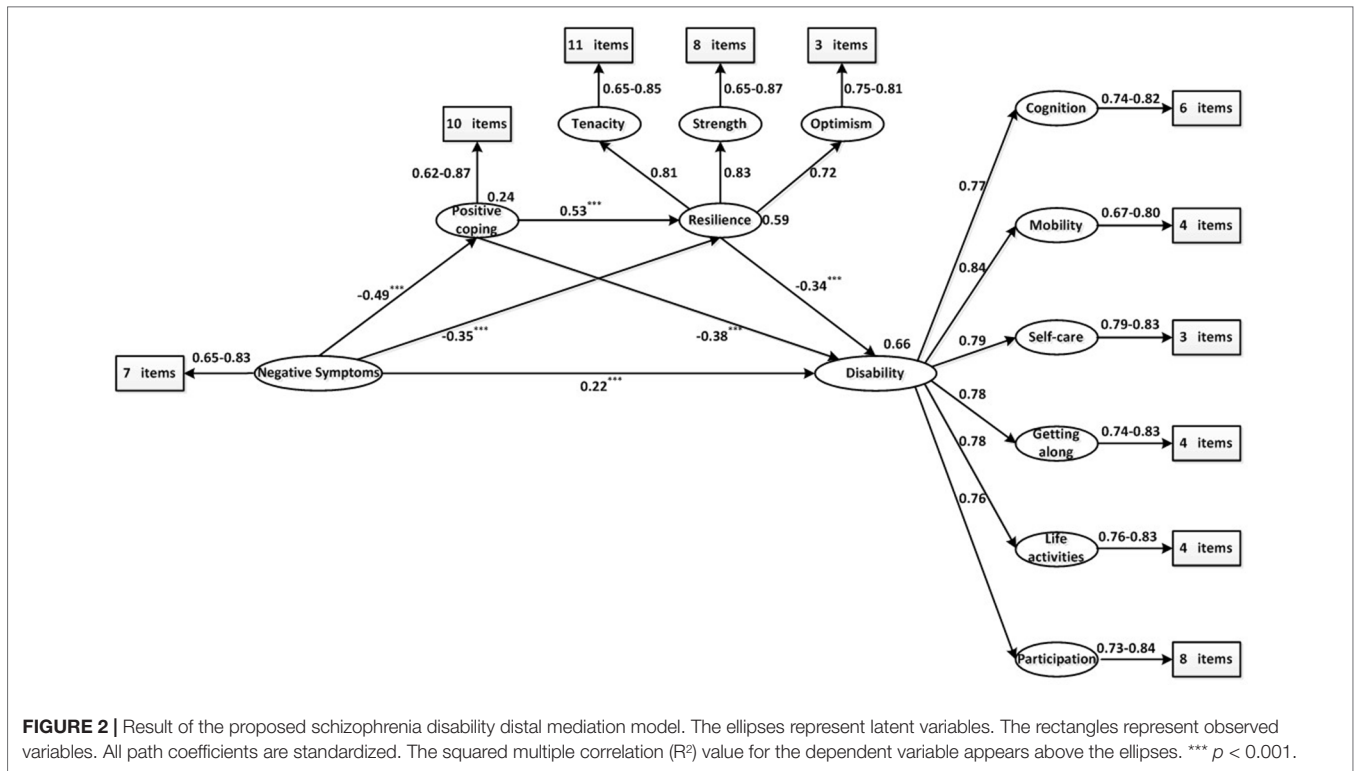 11 items
8 items
3 items
0.65-0.85
0.65-0.87
0.75-0.81
Cognition
0.74-0.82
6 items
10 items
Tenacity
Strength
Optimism
0.62-0.87
0.81
0.83
0.72
0.77
0.24
Positive
coping
0.53***
Resilience
0.59
Mobility
0.67-0.80
4 items
0.84
-0.49***
-0.34***
-0.35***
-0.38***
0.66
0.79
Self-care
0.79-0.83
3 items
7 items
0.65-0.83
Negative Symptoms
0.22***
Disability
0.78
Getting
along
0.74-0.83
4 items
0.78
0.76
Life
activities
0.76-0.83
4 items
Participation
0.73-0.84
8 items
FIGURE 2 | Result of the proposed schizophrenia disability distal mediation model. The ellipses represent latent variables. The rectangles represent observed
variables. All path coefficients are standardized. The squared multiple correlation (R²) value for the dependent variable appears above the ellipses. *** p < 0.001.